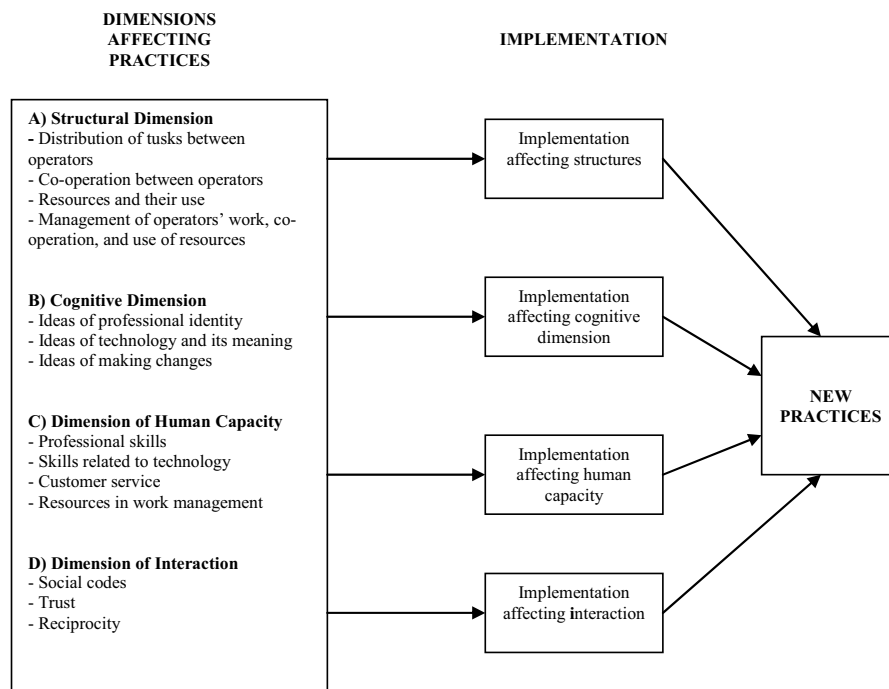 DIMENSIONS
AFFECTING
PRACTICES
IMPLEMENTATION
A) Structural Dimension
- Distribution of tusks between
operators
- Co-operation between operators
- Resources and their use
- Management of operators’ work, co-
operation, and use of resources
B) Cognitive Dimension
- Ideas of professional identity
- Ideas of technology and its meaning
- Ideas of making changes
C) Dimension of Human Capacity
- Professional skills
- Skills related to technology
- Customer service
- Resources in work management
D) Dimension of Interaction
- Social codes
- Trust
- Reciprocity
Implementation
affecting structures
Implementation
affecting cognitive
dimension
Implementation
affecting human
capacity
Implementation
affecting interaction
NEW
PRACTICES